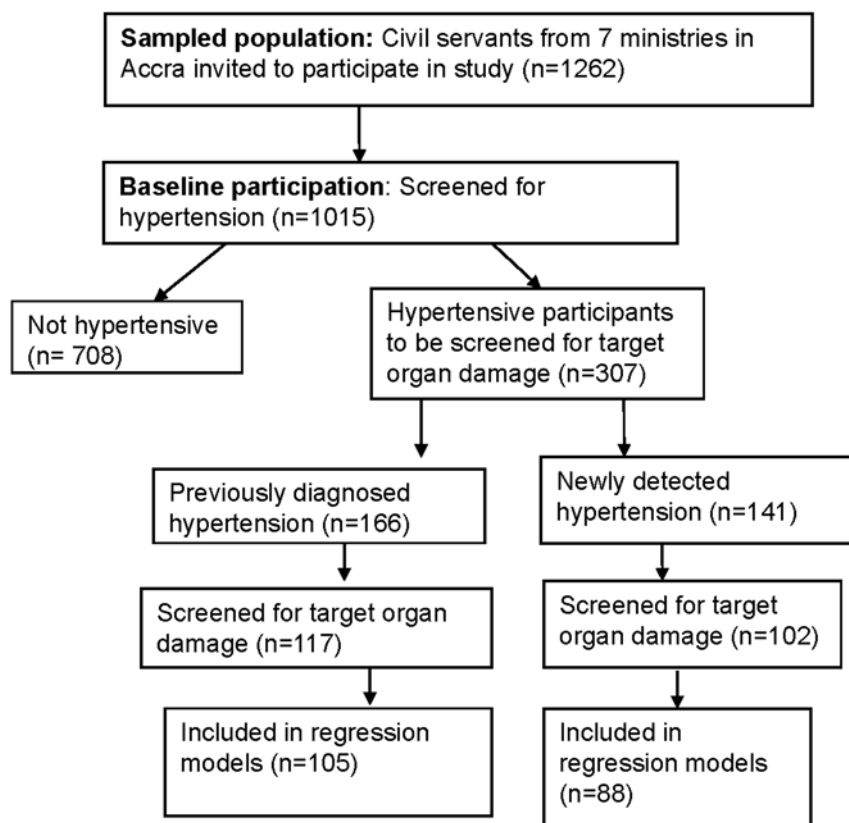 Sampled population: Civil servants from 7 ministries in
Accra invited to participate in study (n=1262)
Baseline participation: Screened for
hypertension (n=1015)
Not hypertensive
(n= 708)
Hypertensive participants
to be screened for target
organ damage (n=307)
Previously diagnosed
hypertension (n=166)
Newly detected
hypertension (n=141)
Screened for target organ
damage (n=117)
Screened for target
organ damage (n=102)
Included in regression
models (n=105)
Included in
regression models
(n=88)